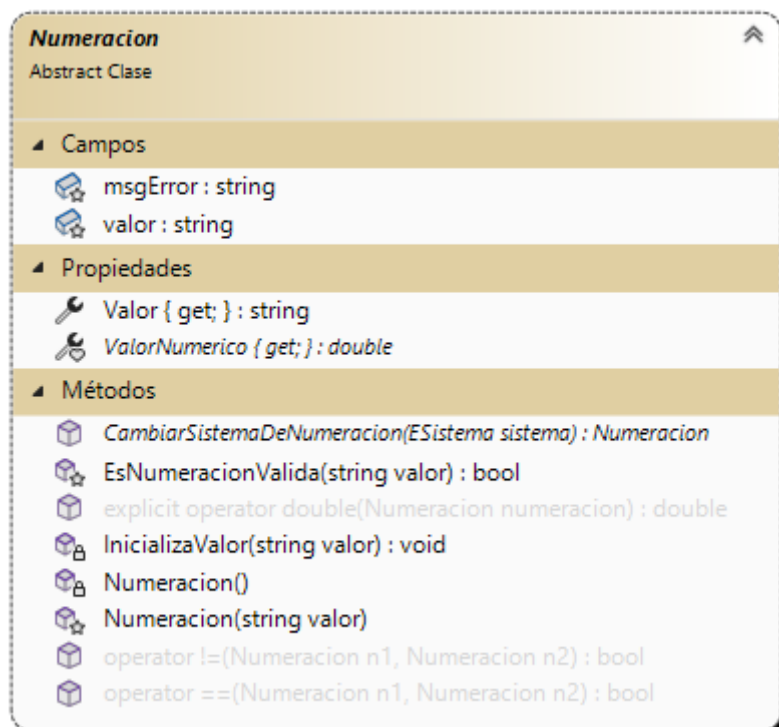 Numeracion
Abstract Clase
Campos
msgError : string
valor : string
Propiedades
Valor { get; } : string
ValorNumerico { get; } : double
Métodos
CambiarSistemaDeNumeracion(ESistema sistema) : Numeracion
EsNumeracionValida(string valor) : bool
explicit operator double(Numeracion numeracion) : double
InicializaValor(string valor) : void
Numeracion()
Numeracion(string valor)
operator !=(Numeracion n1, Numeracion n2) : bool
operator ==(Numeracion n1, Numeracion n2) : bool